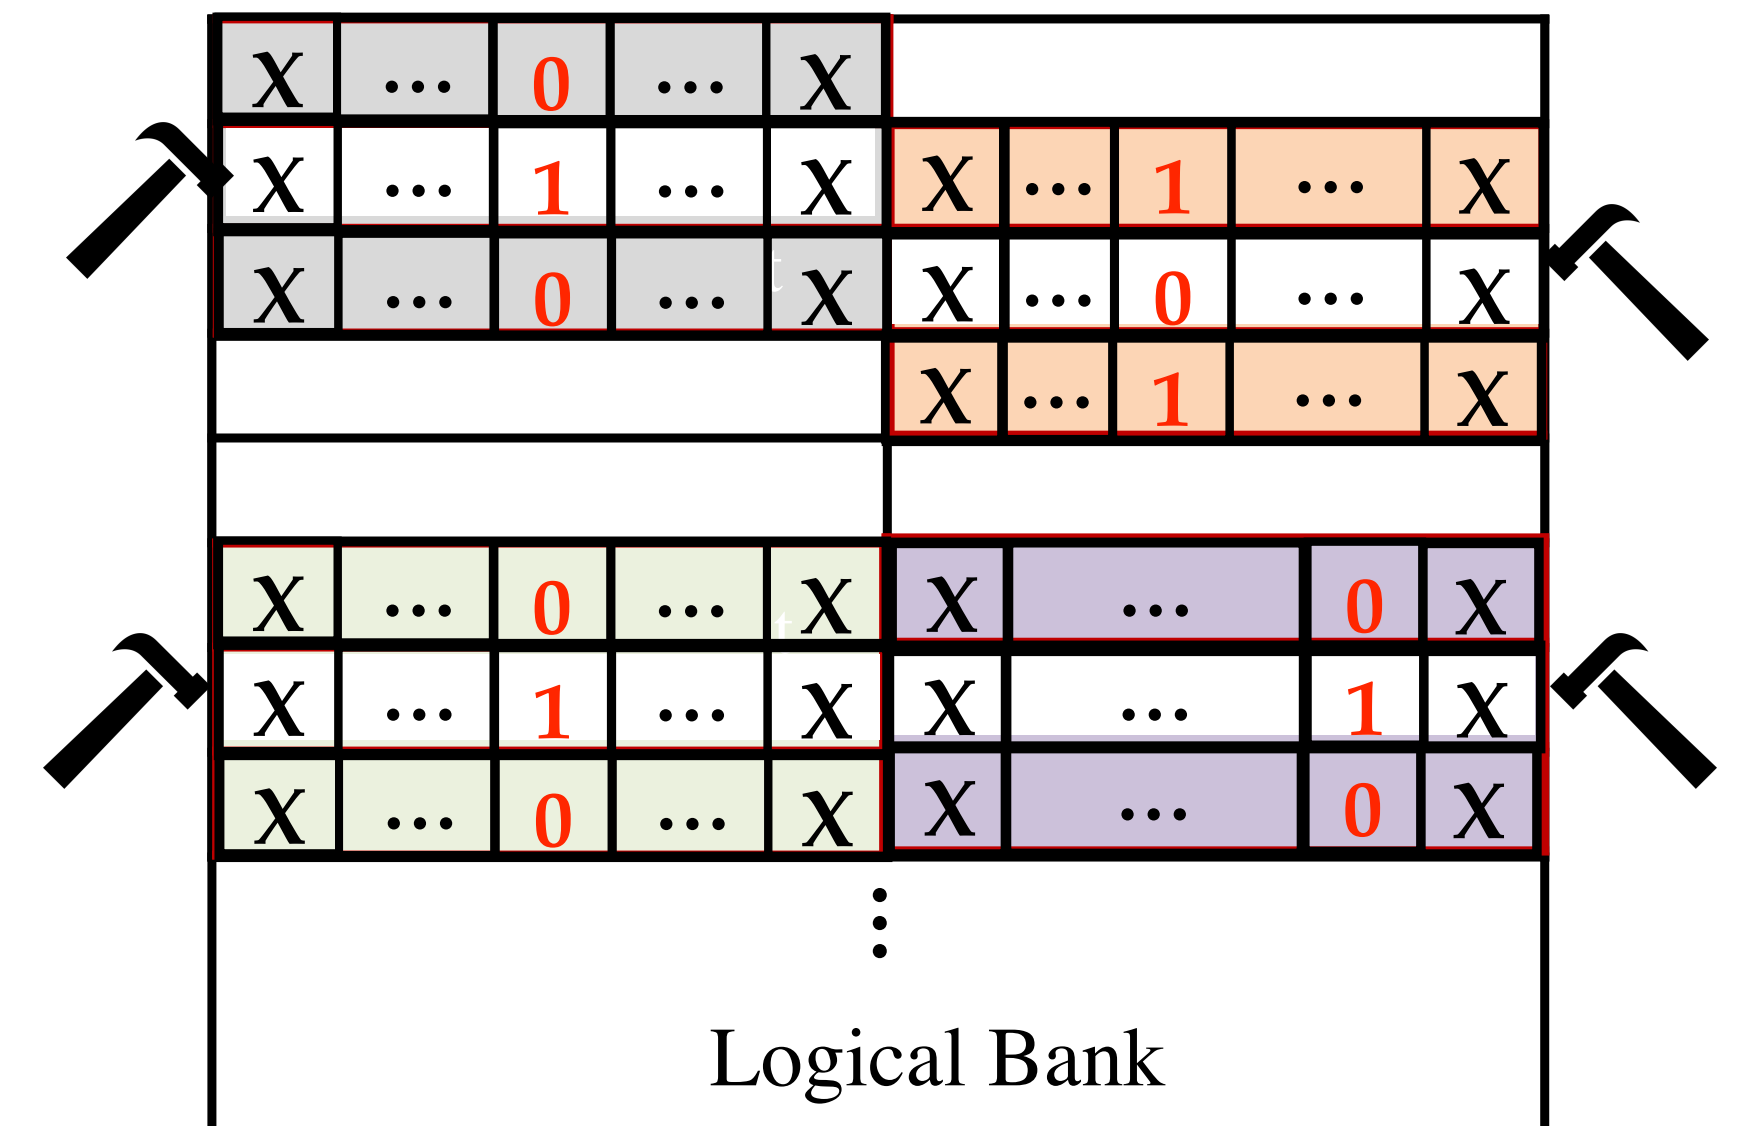 X ... 0 ... X
X ... 1 ... X X ... 1 ... X
X ... 0 ... t X X ... 0 ... X
X ... 1 ... X
X ... 0 ... t X X ... 0 X
X ... 1 ... X X ... 1 X
X ... 0 ... X X ... 0 X
⋮
Logical Bank